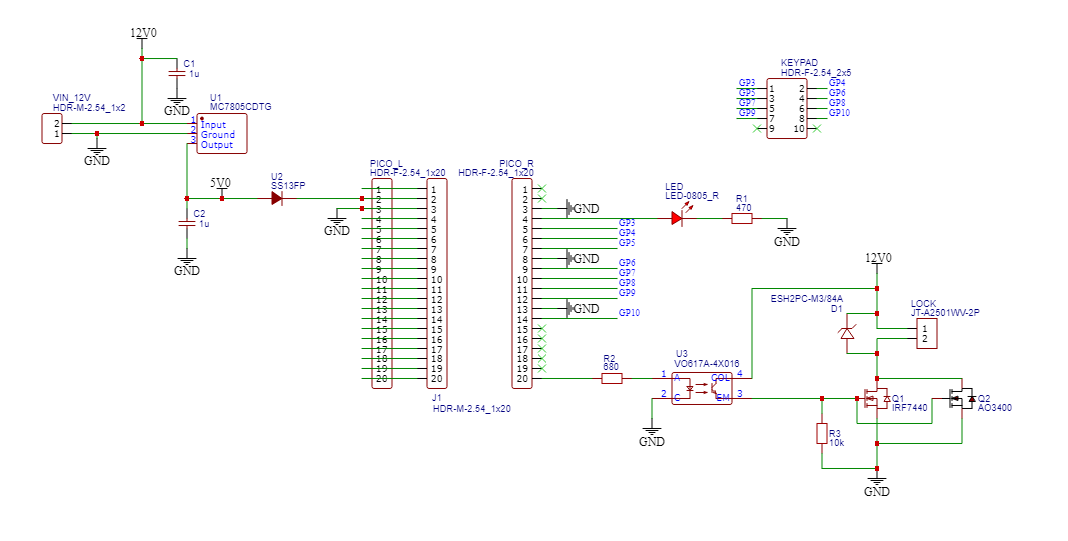 12V0
C1
1u
GND
VIN_12V
HDR-M-2.54_1x2
2
1
GND
U1
MC7805CDTG
1
2
3
Input
Ground
Output
5V0
U2
SS13FP
C2
1u
GND
KEYPAD
HDR-F-2.54_2x5
GP3 1 2 GP4
GP5 3 4 GP6
GP7 5 6 GP8
GP9 7 8 GP10
9 10
PICO_L
HDR-F-2.54_1x20
PICO_R
HDR-F-2.54_1x20
GND
1 1 1
2 2 2
3 3 3 GND
4 4 4
5 5 5 GP3
6 6 6 GP4
7 7 7 GP5
8 8 8 GND
9 9 9 GP6
10 10 10 GP7
11 11 11 GP8
12 12 12 GP9
13 13 13 GND
14 14 14 GP10
15 15 15
16 16 16
17 17 17
18 18 18
19 19 19
20 20 20
J1
HDR-M-2.54_1x20
LED
LED-0805_R
R1
470
GND
R2
680
U3
VO617A-4X016
1 A COL 4
2 C EM 3
GND
12V0
ESH2PC-M3/84A
D1
LOCK
JT-A2501WV-2P
1
2
Q1
IRF7440
Q2
AO3400
R3
10k
GND